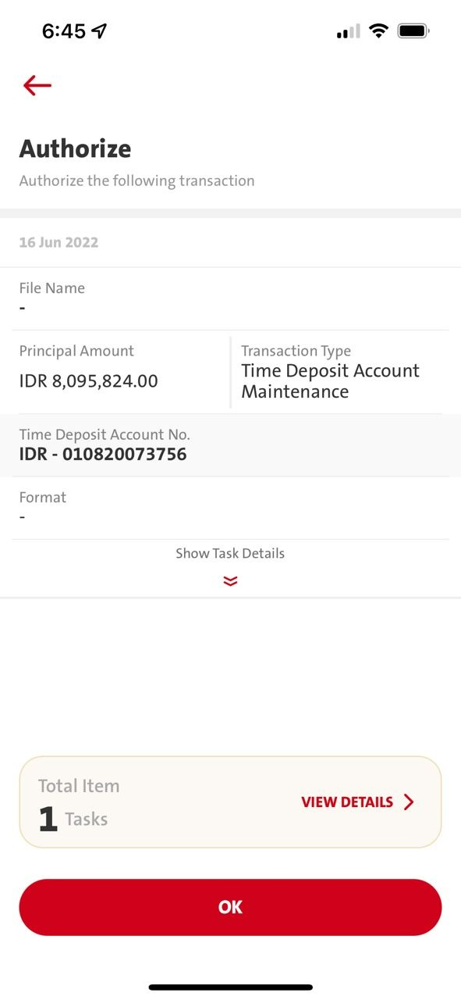 6:45
Authorize
Authorize the following transaction
16 Jun 2022
File Name
-
Principal Amount
IDR 8,095,824.00
Transaction Type
Time Deposit Account
Maintenance
Time Deposit Account No.
IDR - 010820073756
Format
-
Show Task Details
Total Item
1 Tasks
VIEW DETAILS
OK